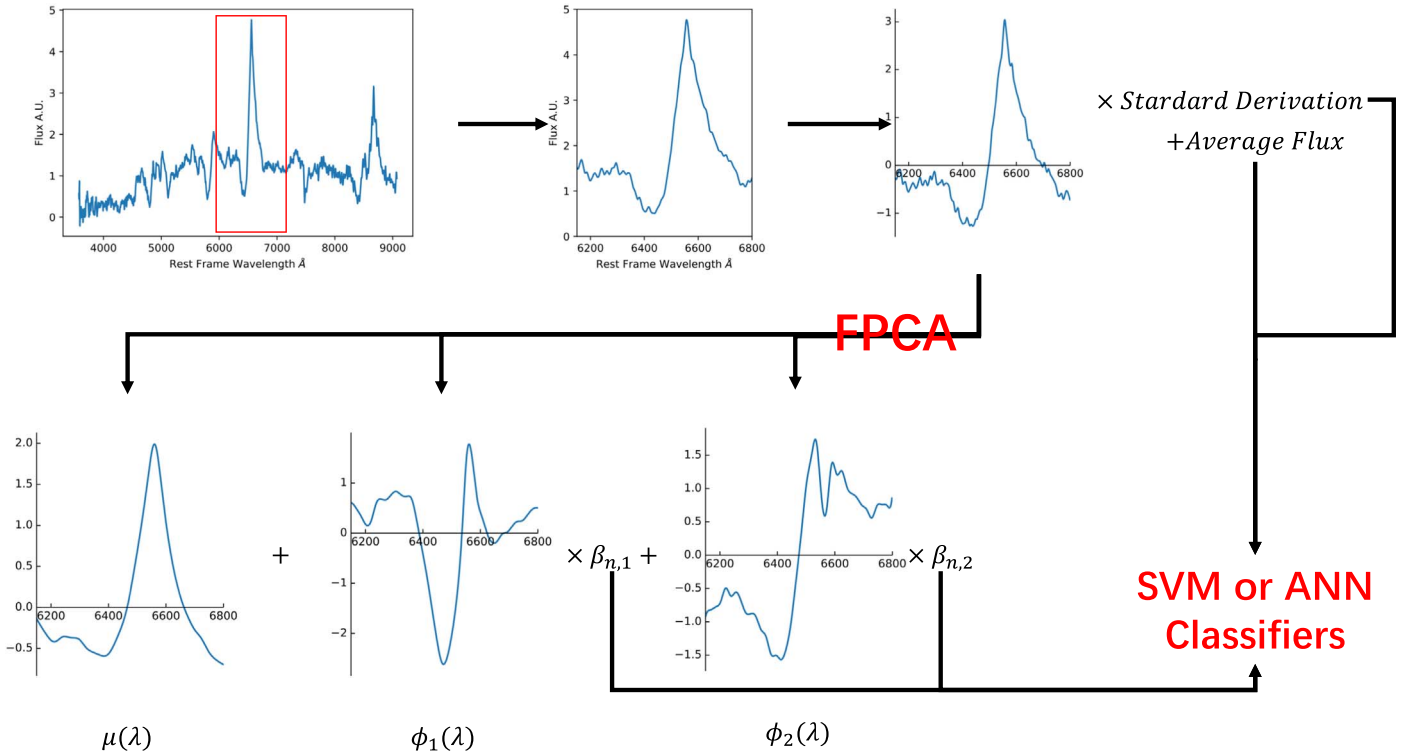 5
4
3
2
1
0
Flux A.U.
4000 5000 6000 7000 8000 9000
Rest Frame Wavelength Å
5
4
3
2
1
0
Flux A.U.
6200 6400 6600 6800
Rest Frame Wavelength Å
3
2
1
0
−1
6200 6400 6600 6800
× Stardard Derivation
+Average Flux
FPCA
2.0
1.5
1.0
0.5
0.0
−0.5
6200 6400 6600 6800
+
1
0
−1
−2
6200 6400 6600 6800
× βn,1 +
1.5
1.0
0.5
0.0
−0.5
−1.0
−1.5
6200 6400 6600 6800
× βn,2
SVM or ANN
Classifiers
μ(λ)
ϕ1(λ)
ϕ2(λ)